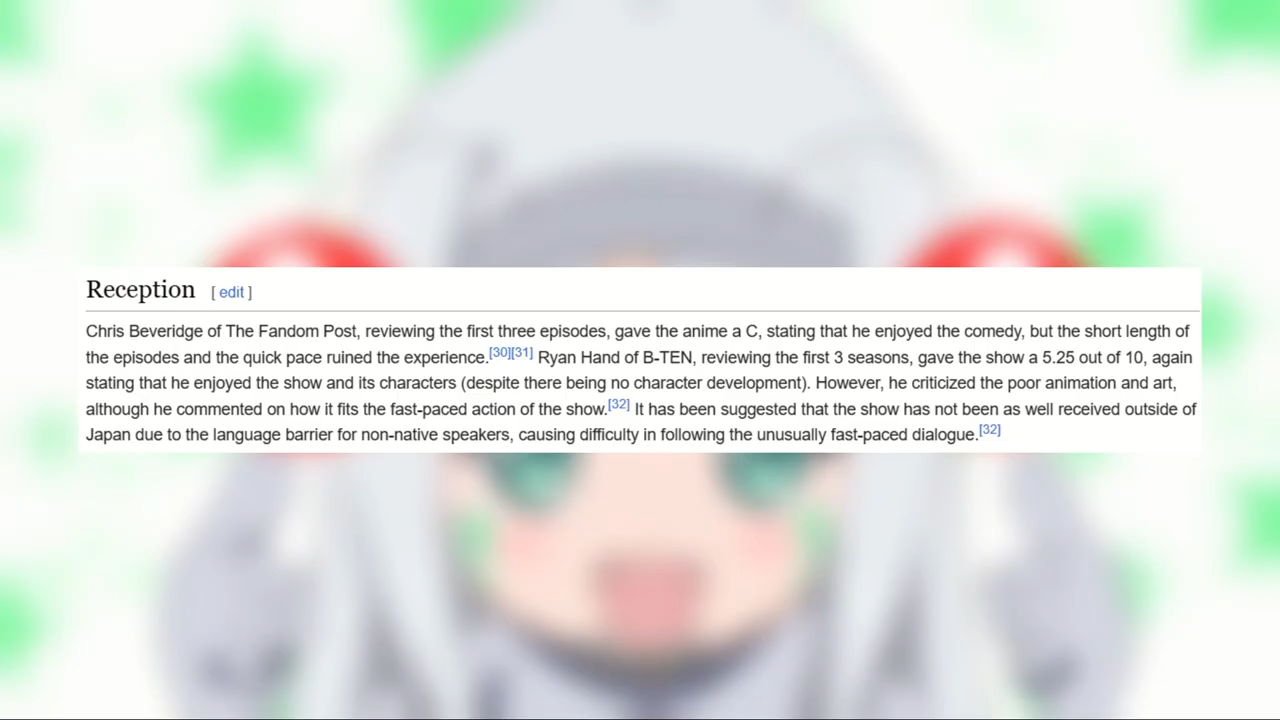 Reception [ edit ]
Chris Beveridge of The Fandom Post, reviewing the first three episodes, gave the anime a C, stating that he enjoyed the comedy, but the short length of
the episodes and the quick pace ruined the experience.[30][31] Ryan Hand of B-TEN, reviewing the first 3 seasons, gave the show a 5.25 out of 10, again
stating that he enjoyed the show and its characters (despite there being no character development). However, he criticized the poor animation and art,
although he commented on how it fits the fast-paced action of the show.[32] It has been suggested that the show has not been as well received outside of
Japan due to the language barrier for non-native speakers, causing difficulty in following the unusually fast-paced dialogue.[32]